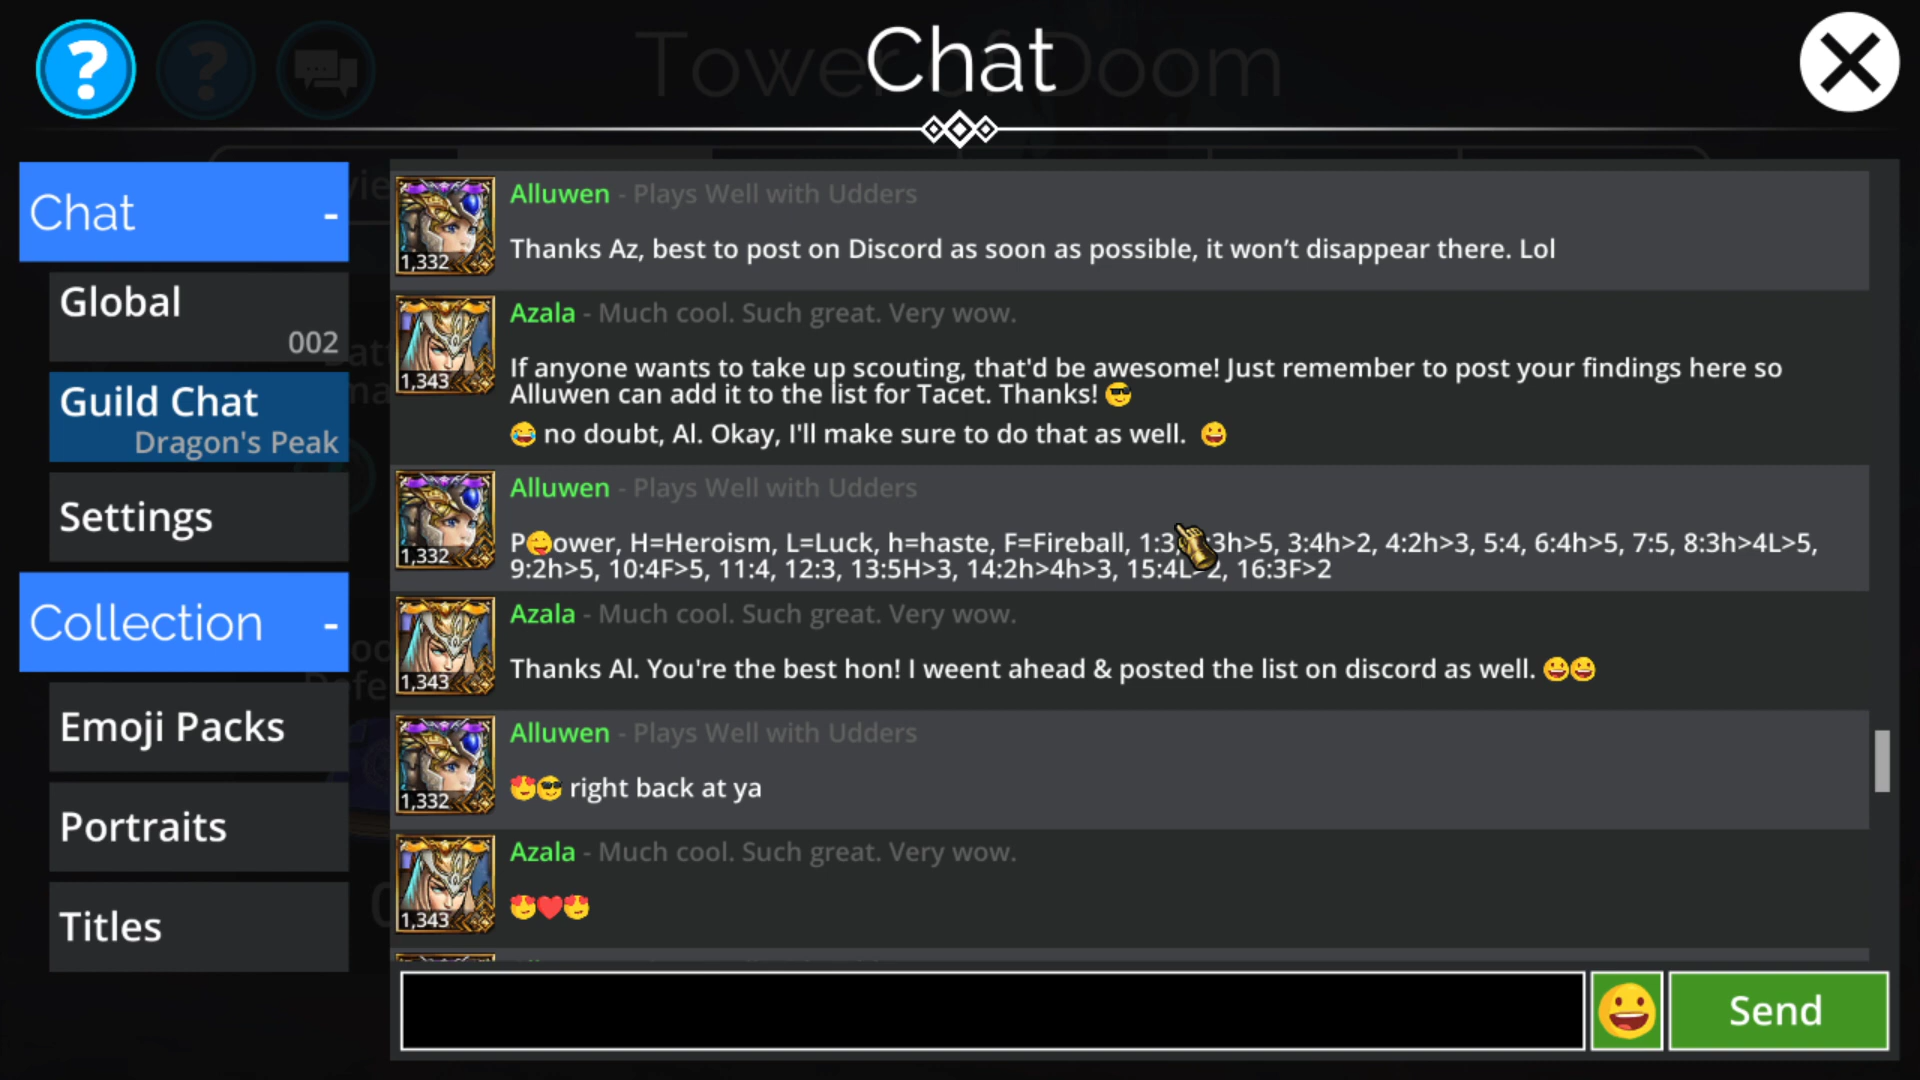 Tower of Doom
Chat
Chat -
Global
002
Guild Chat
Dragon's Peak
Settings
Collection -
Emoji Packs
Portraits
Titles
1,332
Alluwen - Plays Well with Udders
Thanks Az, best to post on Discord as soon as possible, it won’t disappear there. Lol
1,343
Azala - Much cool. Such great. Very wow.
If anyone wants to take up scouting, that'd be awesome! Just remember to post your findings here so
Alluwen can add it to the list for Tacet. Thanks! 😎
😂 no doubt, Al. Okay, I'll make sure to do that as well. 😀
1,332
Alluwen - Plays Well with Udders
P😜ower, H=Heroism, L=Luck, h=haste, F=Fireball, 1:3, 3h>5, 3:4h>2, 4:2h>3, 5:4, 6:4h>5, 7:5, 8:3h>4L>5,
9:2h>5, 10:4F>5, 11:4, 12:3, 13:5H>3, 14:2h>4h>3, 15:4L>2, 16:3F>2
1,343
Azala - Much cool. Such great. Very wow.
Thanks Al. You're the best hon! I weent ahead & posted the list on discord as well. 😀😀
1,332
Alluwen - Plays Well with Udders
😍😎 right back at ya
1,343
Azala - Much cool. Such great. Very wow.
😍❤️😍
Send